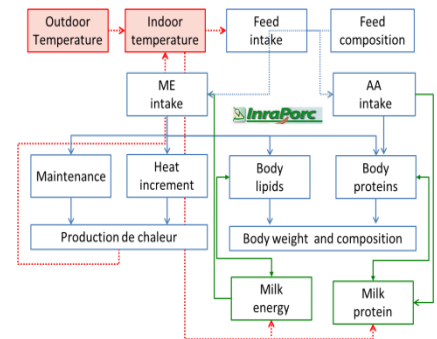 Outdoor
Temperature
Indoor
temperature
Feed
intake
Feed
composition
ME
intake
InraPorc
AA
intake
Maintenance
Heat
increment
Body
lipids
Body
proteins
Production de chaleur
Body weight and composition
Milk
energy
Milk
protein